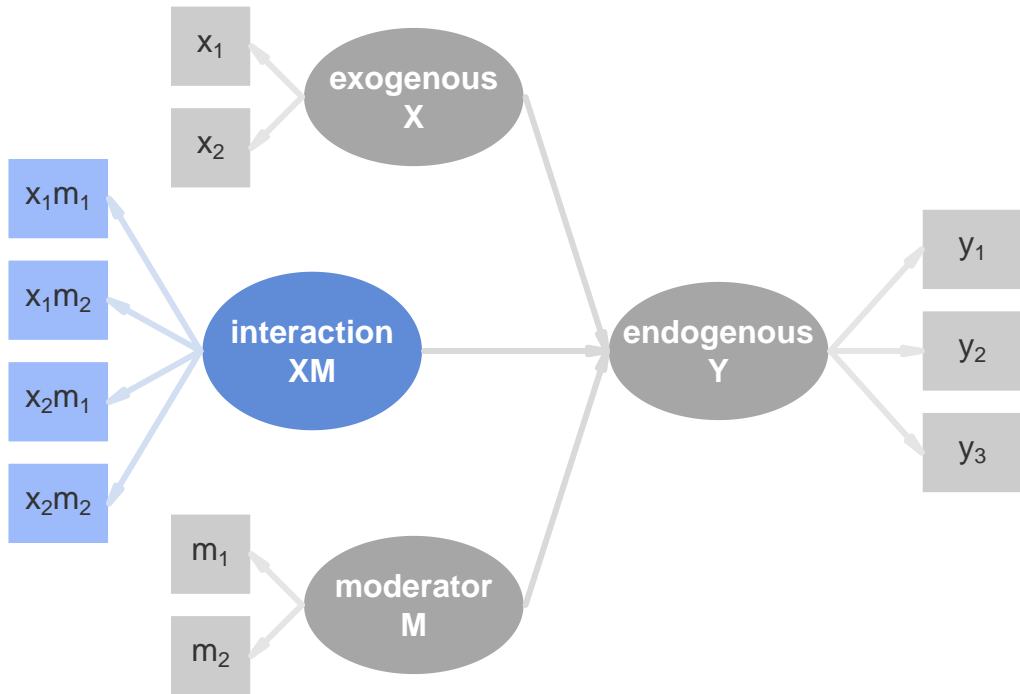 x₁
exogenous
X
x₂
x₁m₁
x₁m₂
interaction
XM
x₂m₁
x₂m₂
m₁
moderator
M
m₂
endogenous
Y
y₁
y₂
y₃